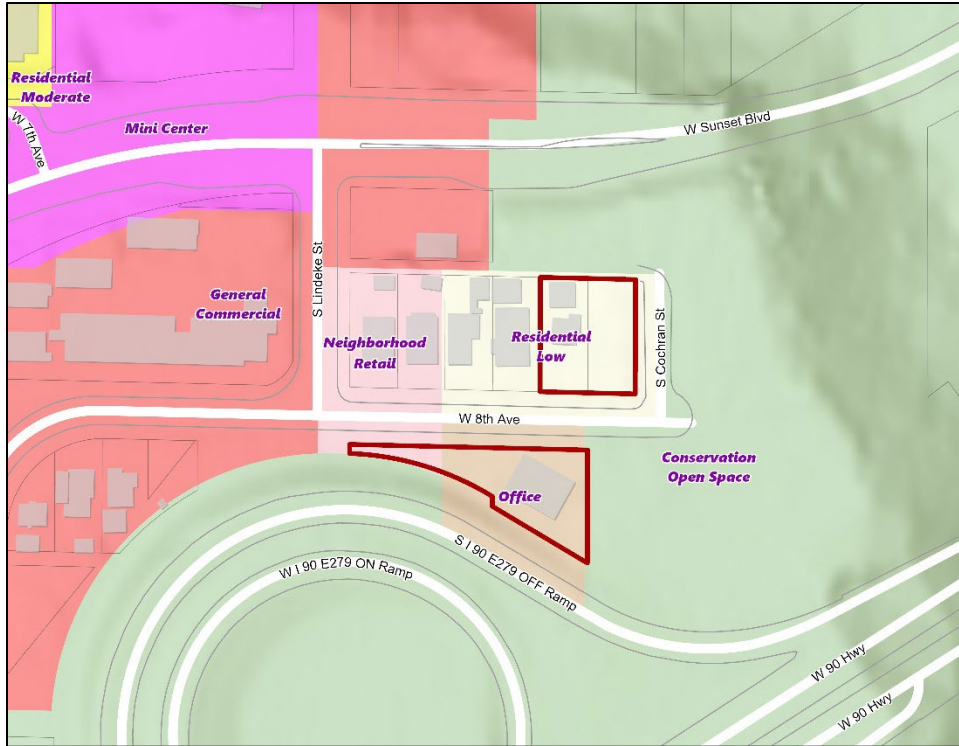 Residential
Moderate
W 7th Ave
Mini Center
W Sunset Blvd
S Lindeke St
General
Commercial
Neighborhood
Retail
Residential
Low
S Cochran St
W 8th Ave
Conservation
Open Space
Office
S I 90 E279 OFF Ramp
W I 90 E279 ON Ramp
W 90 Hwy
W 90 Hwy